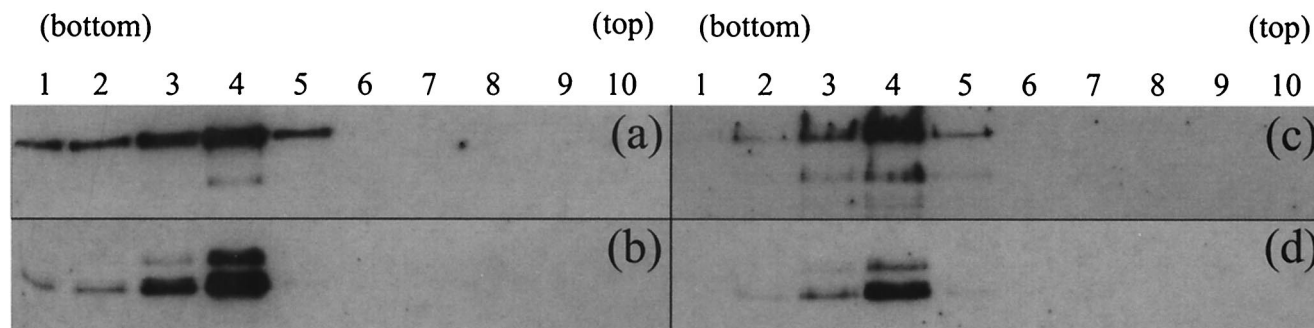 (bottom) (top) (bottom) (top)
1 2 3 4 5 6 7 8 9 10 1 2 3 4 5 6 7 8 9 10
(a) (c)
(b) (d)